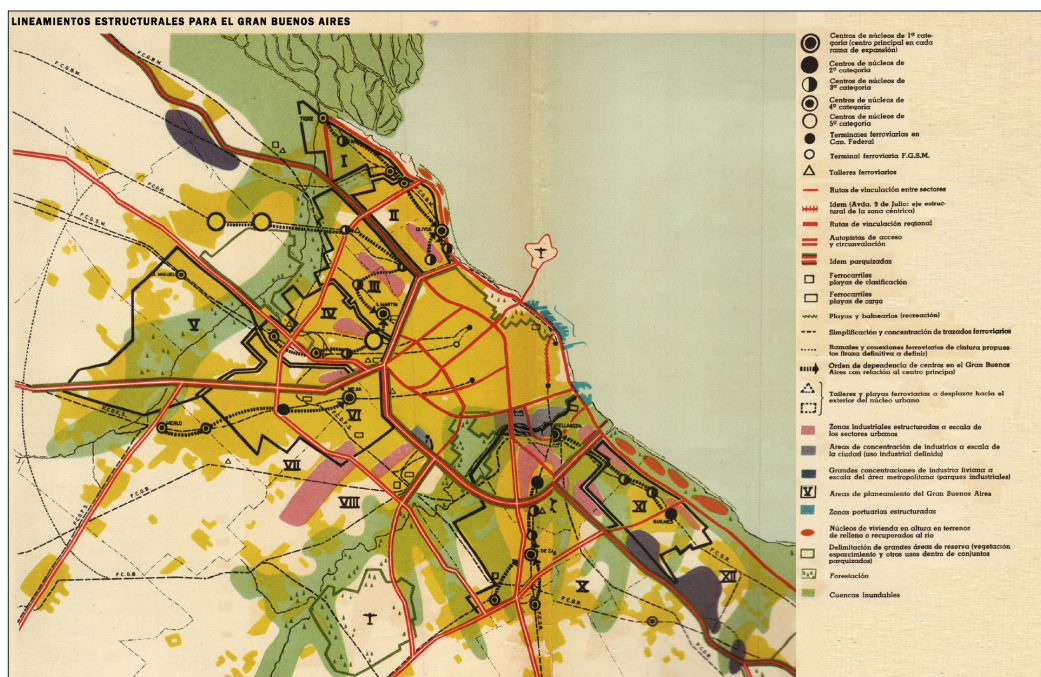 LINEAMIENTOS ESTRUCTURALES PARA EL GRAN BUENOS AIRES
Centros de núcleos de 1ª cate-
goría (centro principal en cada
rama de expansión)
Centros de núcleos de
2ª categoría
Centros de núcleos de
3ª categoría
Centros de núcleos de
4ª categoría
Centros de núcleos de
5ª categoría
Terminales ferroviarias en
Cap. Federal
Terminal ferroviaria F.G.S.M.
Talleres ferroviarios
Rutas de vinculación entre sectores
Idem (Avda. 9 de Julio: eje estruc-
tural de la zona céntrica)
Rutas de vinculación regional
Autopistas de acceso
y circunvalación
Idem parquizadas
Ferrocarriles
playas de clasificación
Ferrocarriles
playas de carga
Playas y balnearios (recreación)
Simplificación y concentración de trazados ferroviarios
Ramales y conexiones ferroviarios de cintura propues-
tos (traza definitiva a definir)
Orden de dependencia de centros en el Gran Buenos
Aires con relación al centro principal
Talleres y playas ferroviarias a desplazar hacia el
exterior del núcleo urbano
Zonas industriales estructuradas a escala de
los sectores urbanos
Areas de concentración de industrias a escala de
la ciudad (uso industrial definido)
Grandes concentraciones de industria liviana a
escala del área metropolitana (parques industriales)
V Areas de planeamiento del Gran Buenos Aires
Zonas portuarias estructuradas
Núcleos de vivienda en altura en terrenos
de relleno o recuperados al río
Delimitación de grandes áreas de reserva (vegetación
esparcimiento y otros usos dentro de conjuntos
parquizados)
Forestación
Cuencas inundables
F.C.G.B.M.
F.C.G.B.M.
TIGRE
I
F.C.G.B.
F.C.G.B.M.
II
F.C.G.S.M.
OLIVOS
S. MIGUEL
III
S. MARTIN
IV
V
R. MEJIA
VI
F.C.D.F.S.
F.C.D.F.S.
MERLO
AVELLANEDA
VII
F.C.G.B.
VIII
XI
QUILMES
F.C.D.F.S.
L. DE ZA
F.C.G.R.
X
XII
F.C.G.R.
F.C.G.B.